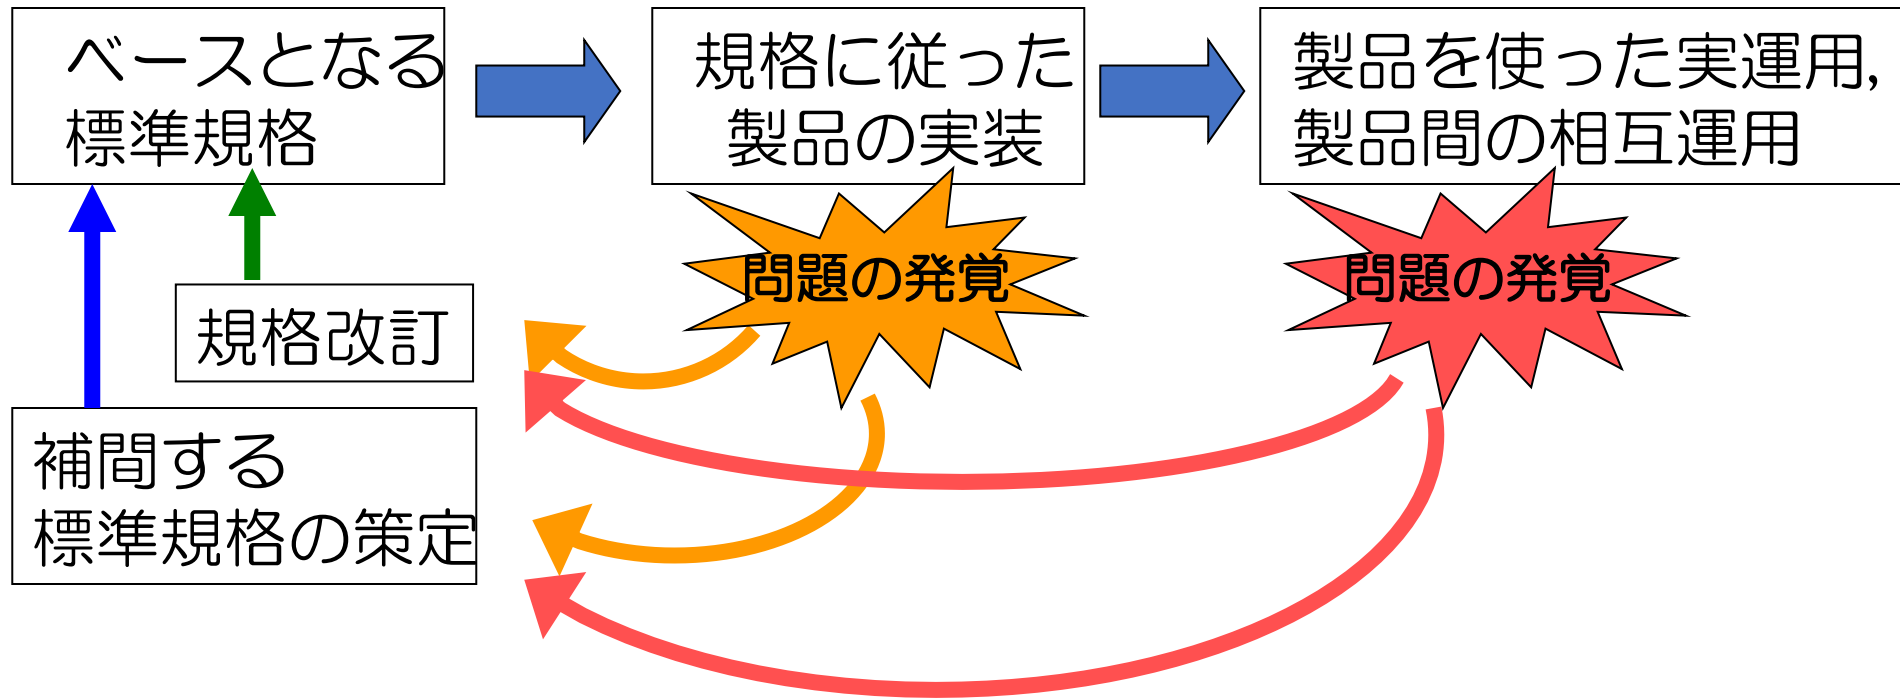 ベースとなる
標準規格
規格に従った
製品の実装
製品を使った実運用,
製品間の相互運用
問題の発覚
問題の発覚
規格改訂
補間する
標準規格の策定